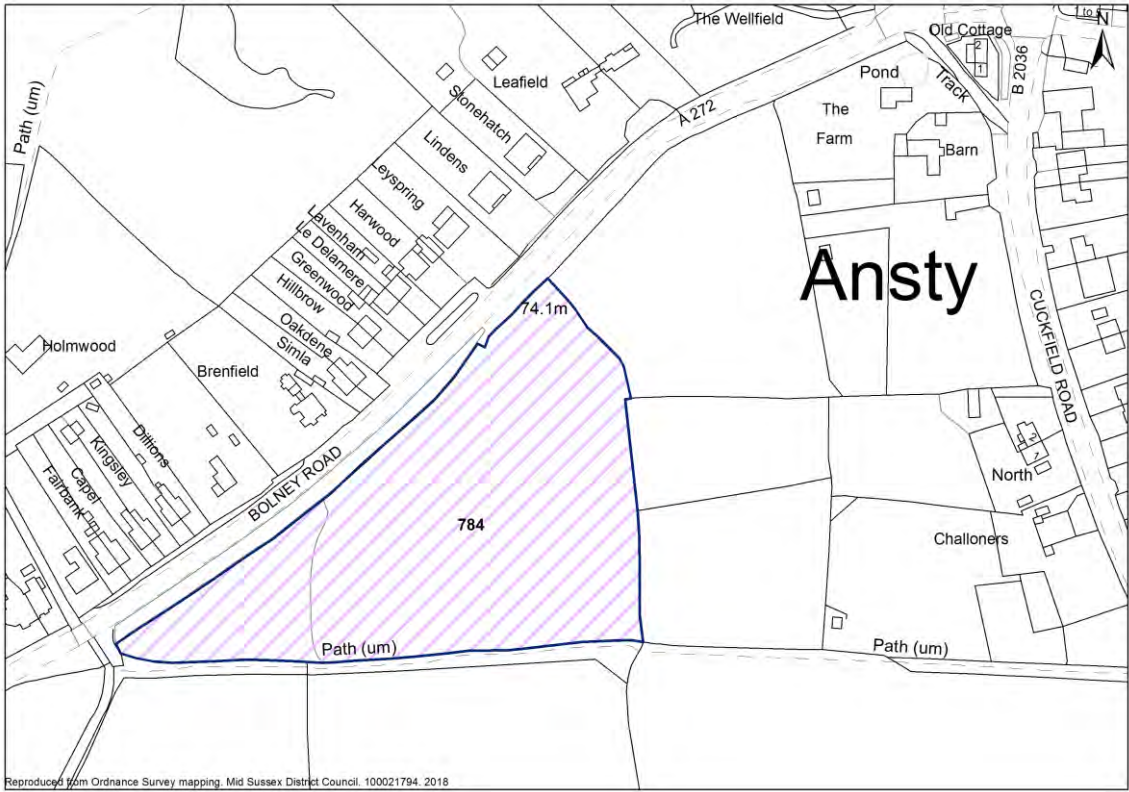 The Wellfield
1 to
N
Old Cottage
2
1
B 2036
Leafield
Pond
Track
Stonehatch
A 272
The
Farm
Path (um)
Lindens
Barn
Leyspring
Harwood
Lavenham
Le Delamere
Greenwood
Hillbrow
Oakdene
Simla
Ansty
74.1m
CUCKFIELD ROAD
Holmwood
Brenfield
Dittions
Kingsley
Capel
Fairbank
BOLNEY ROAD
2
North
784
Challoners
Path (um)
Path (um)
Reproduced from Ordnance Survey mapping. Mid Sussex District Council. 100021794. 2018